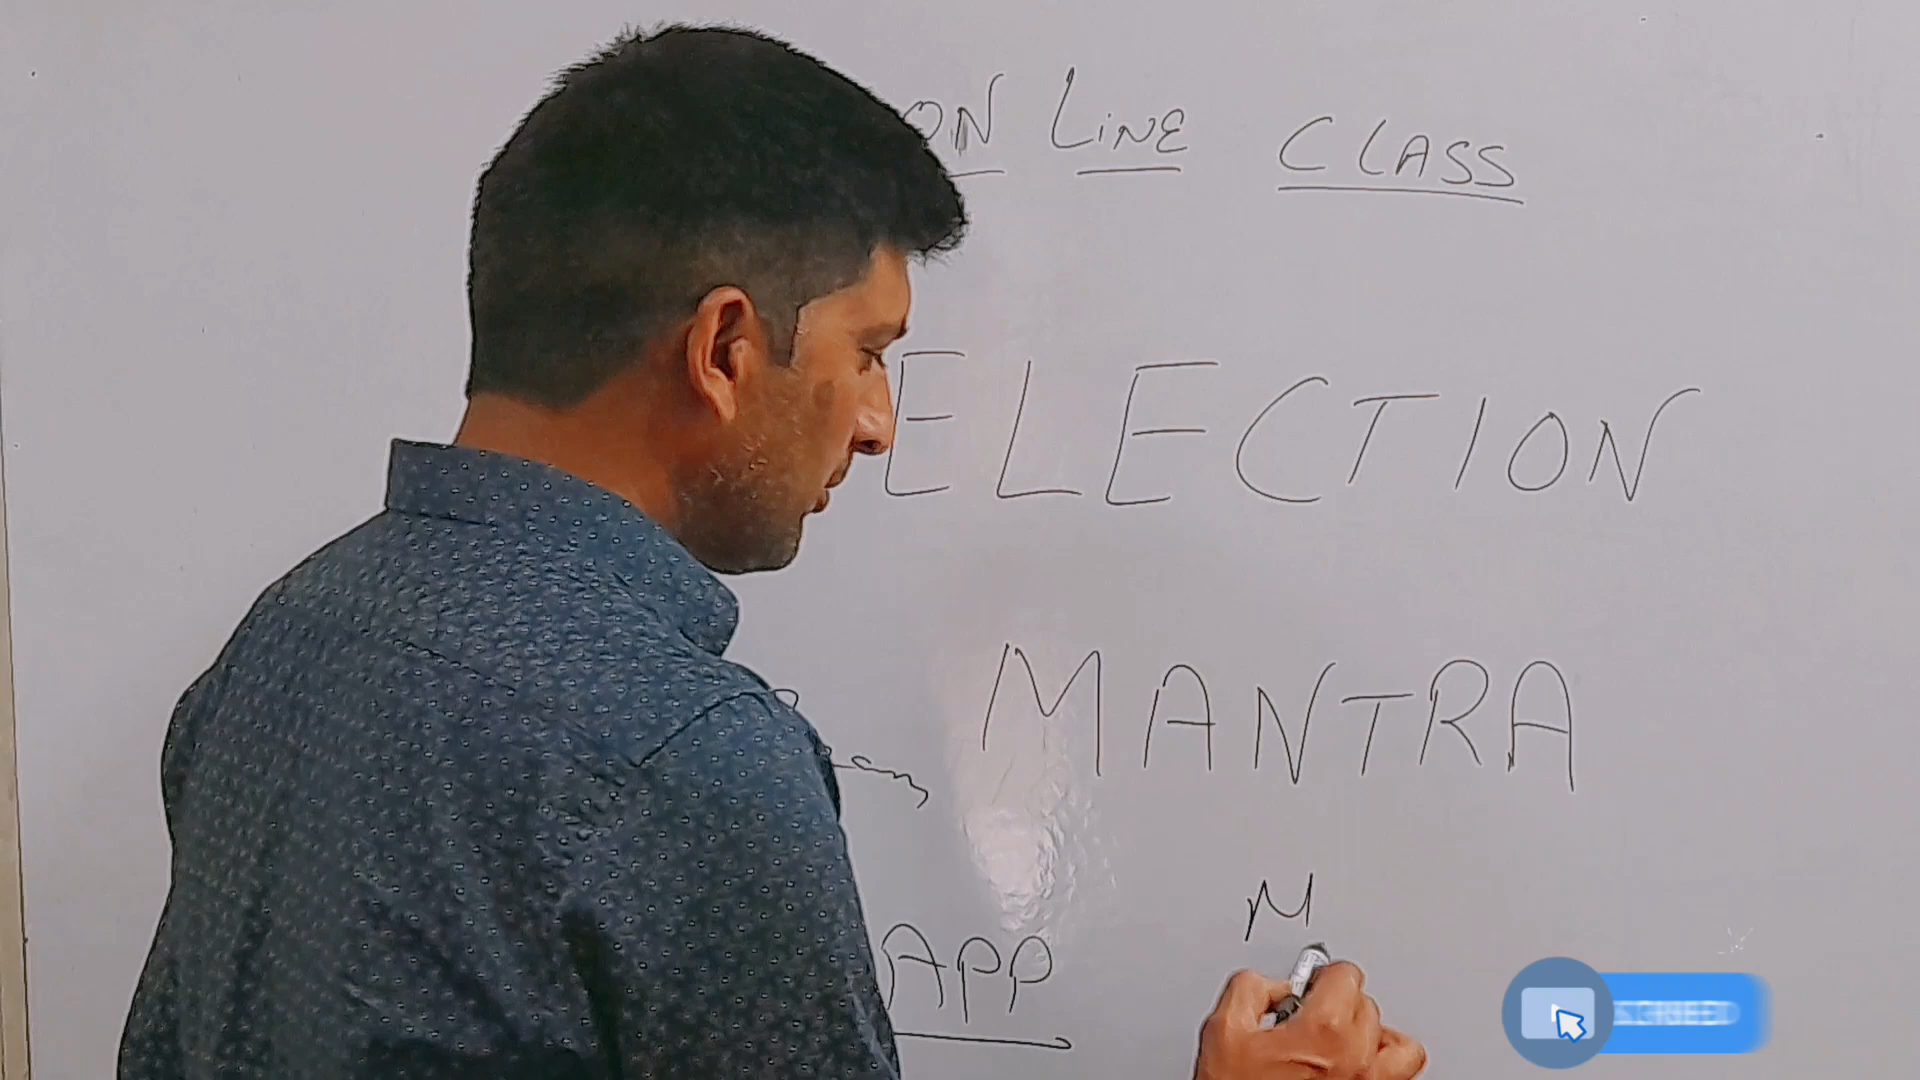 ON LINE CLASS
ELECTION
MANTRA
M
APP